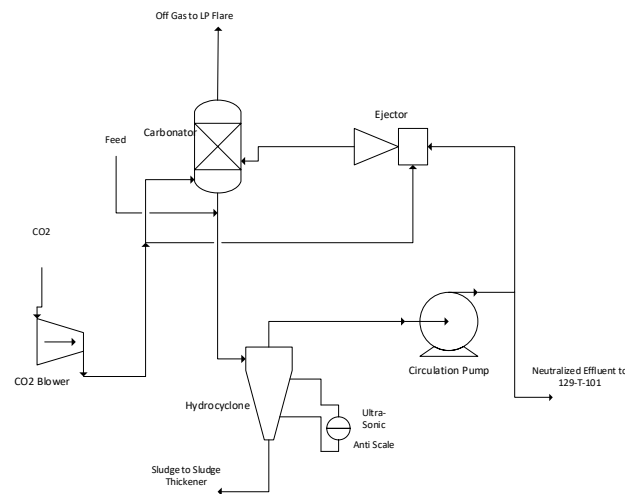 Off Gas to LP Flare
Ejector
Carbonator
Feed
CO2
CO2 Blower
Circulation Pump
Neutralized Effluent to
129-T-101
Hydrocyclone
Ultra-
Sonic
Anti Scale
Sludge to Sludge
Thickener